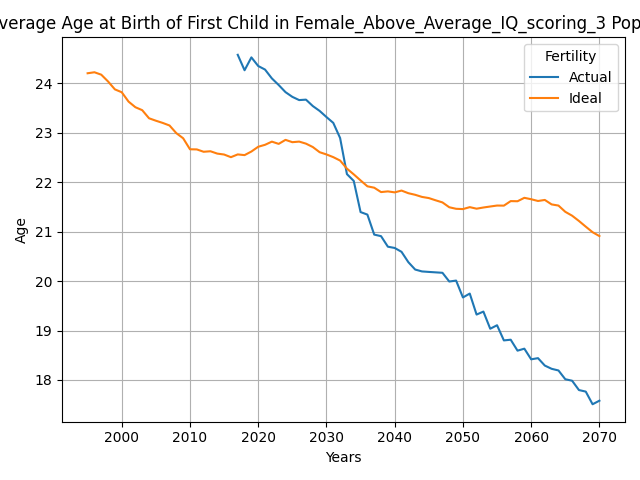 verage Age at Birth of First Child in Female_Above_Average_IQ_scoring_3 Pop
Fertility
Actual
Ideal
24
23
22
21
20
19
18
Age
2000 2010 2020 2030 2040 2050 2060 2070
Years